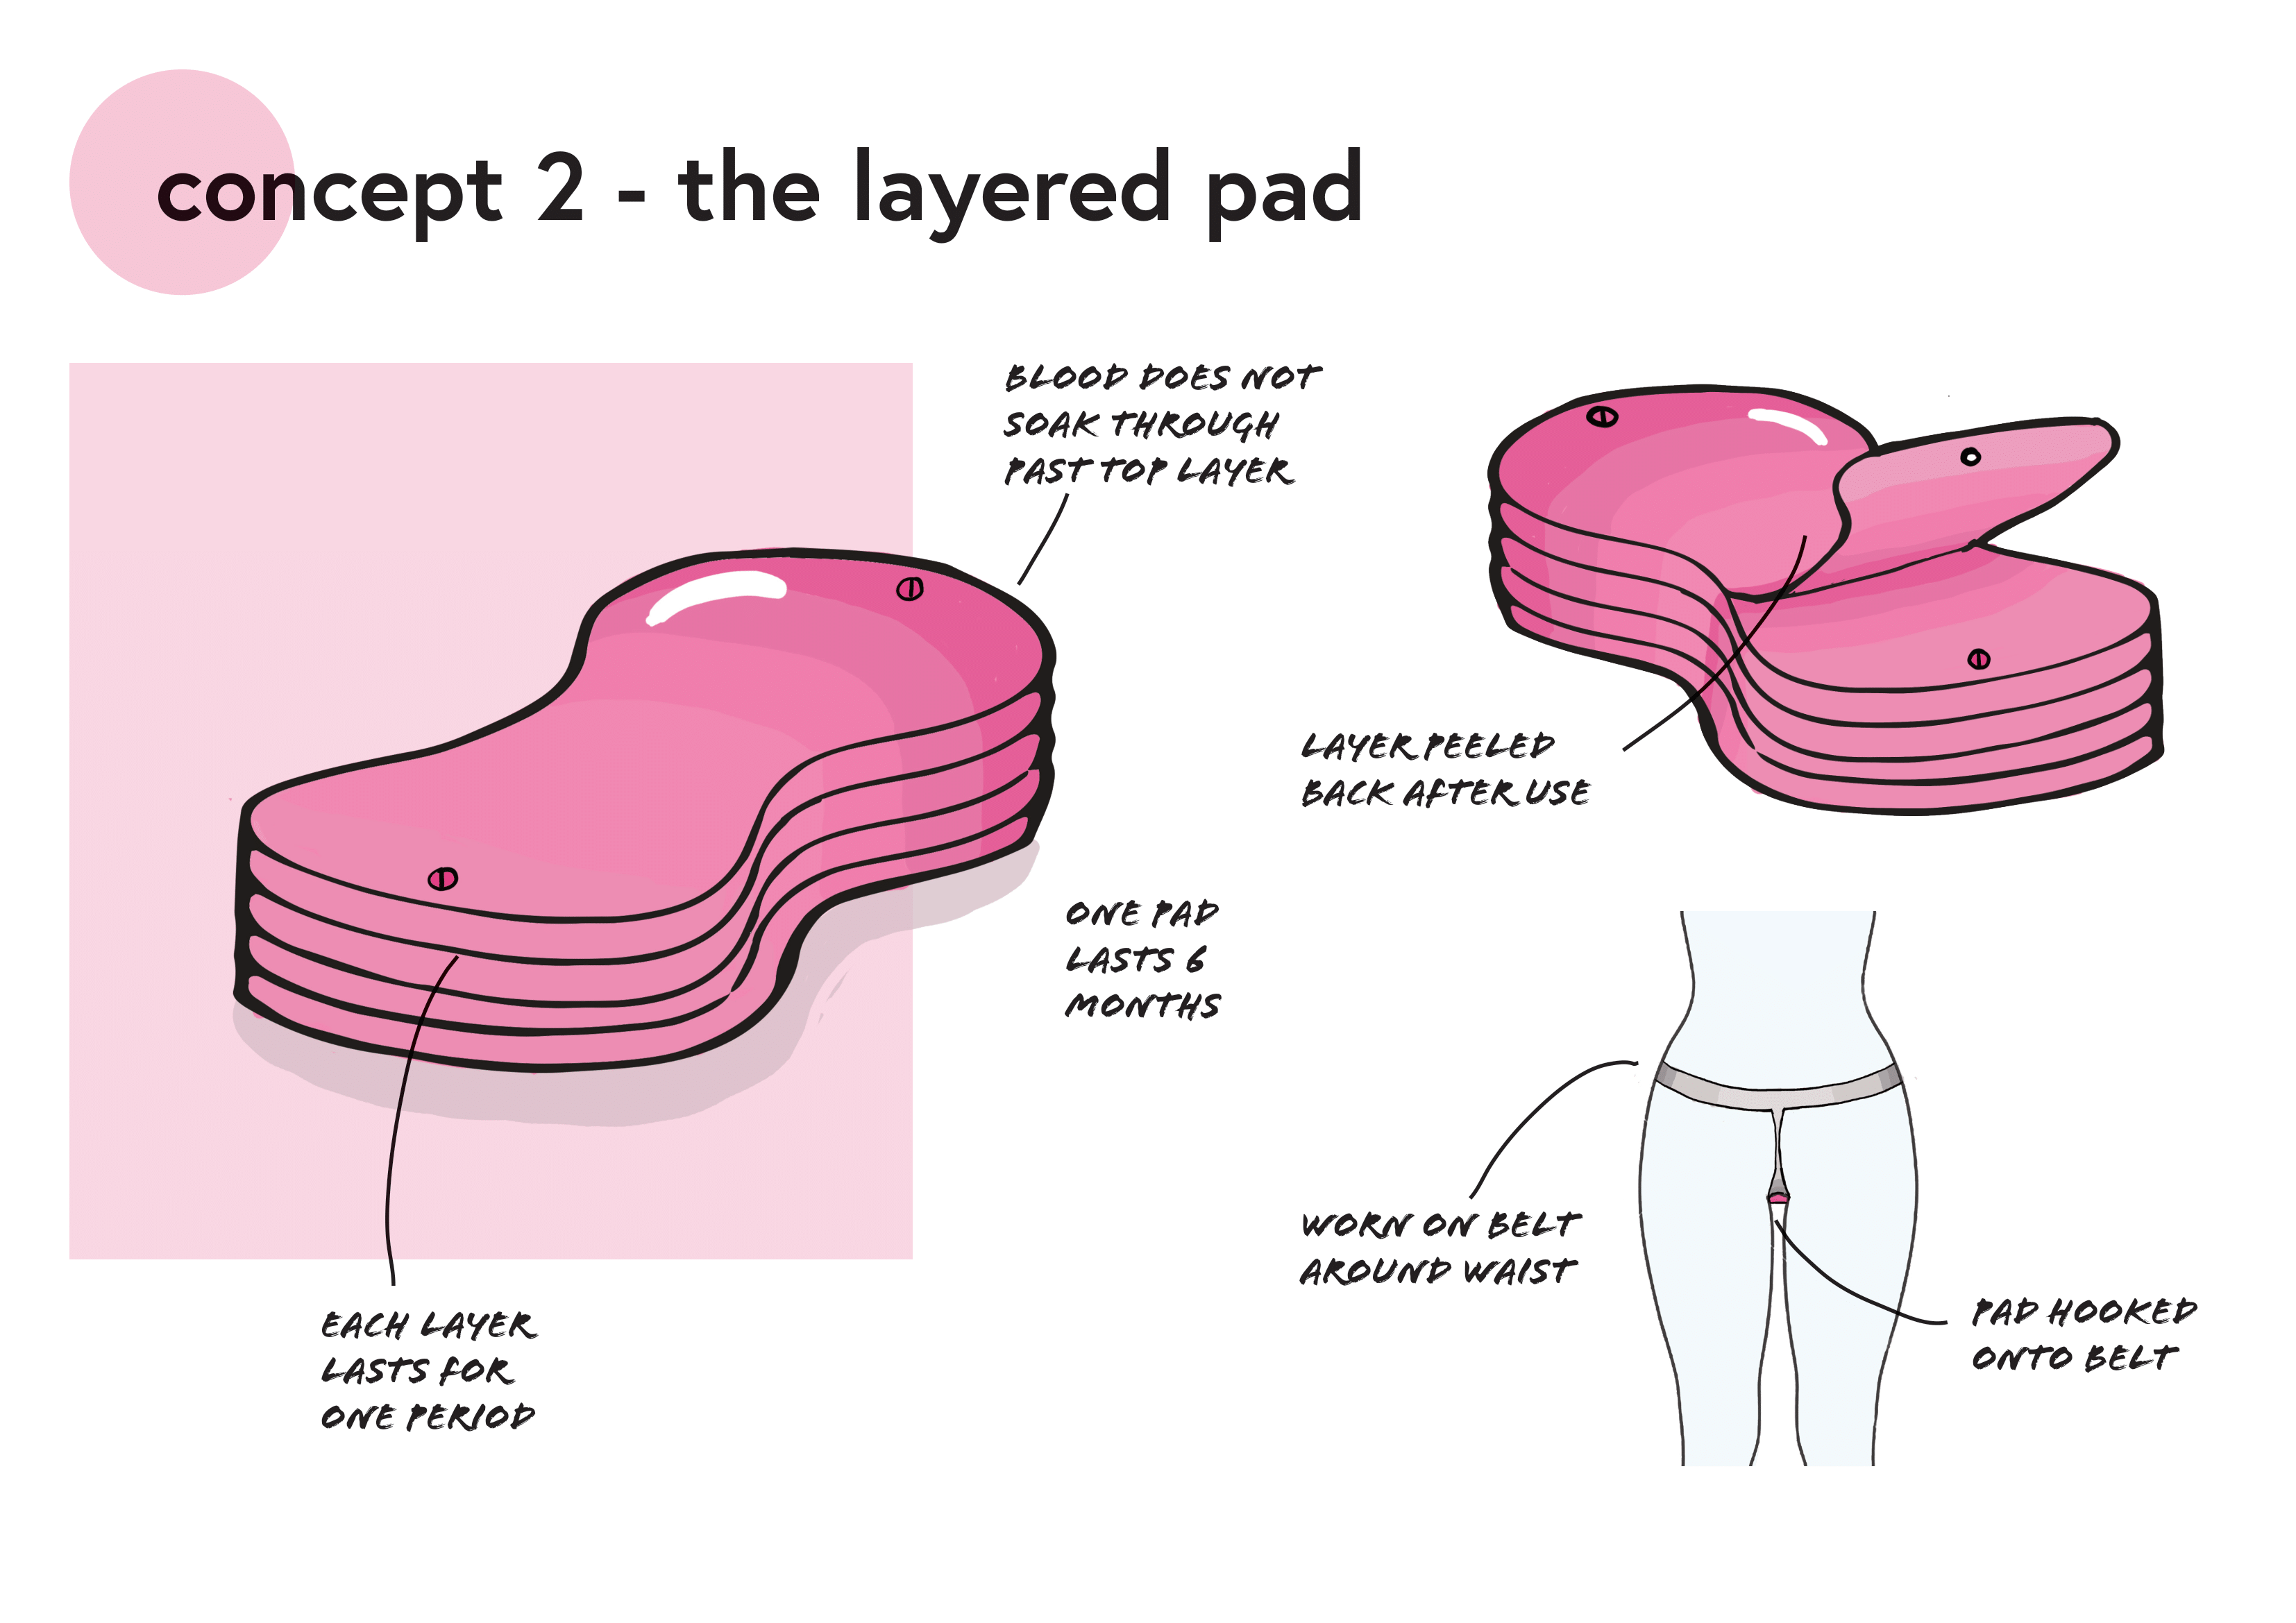 concept 2 - the layered pad
BLOOD DOES NOT
SOAK THROUGH
PAST TOP LAYER
LAYER PEELED
BACK AFTER USE
ONE PAD
LASTS 6
MONTHS
WORN ON BELT
AROUND WAIST
PAD HOOKED
ONTO BELT
EACH LAYER
LASTS FOR
ONE PERIOD